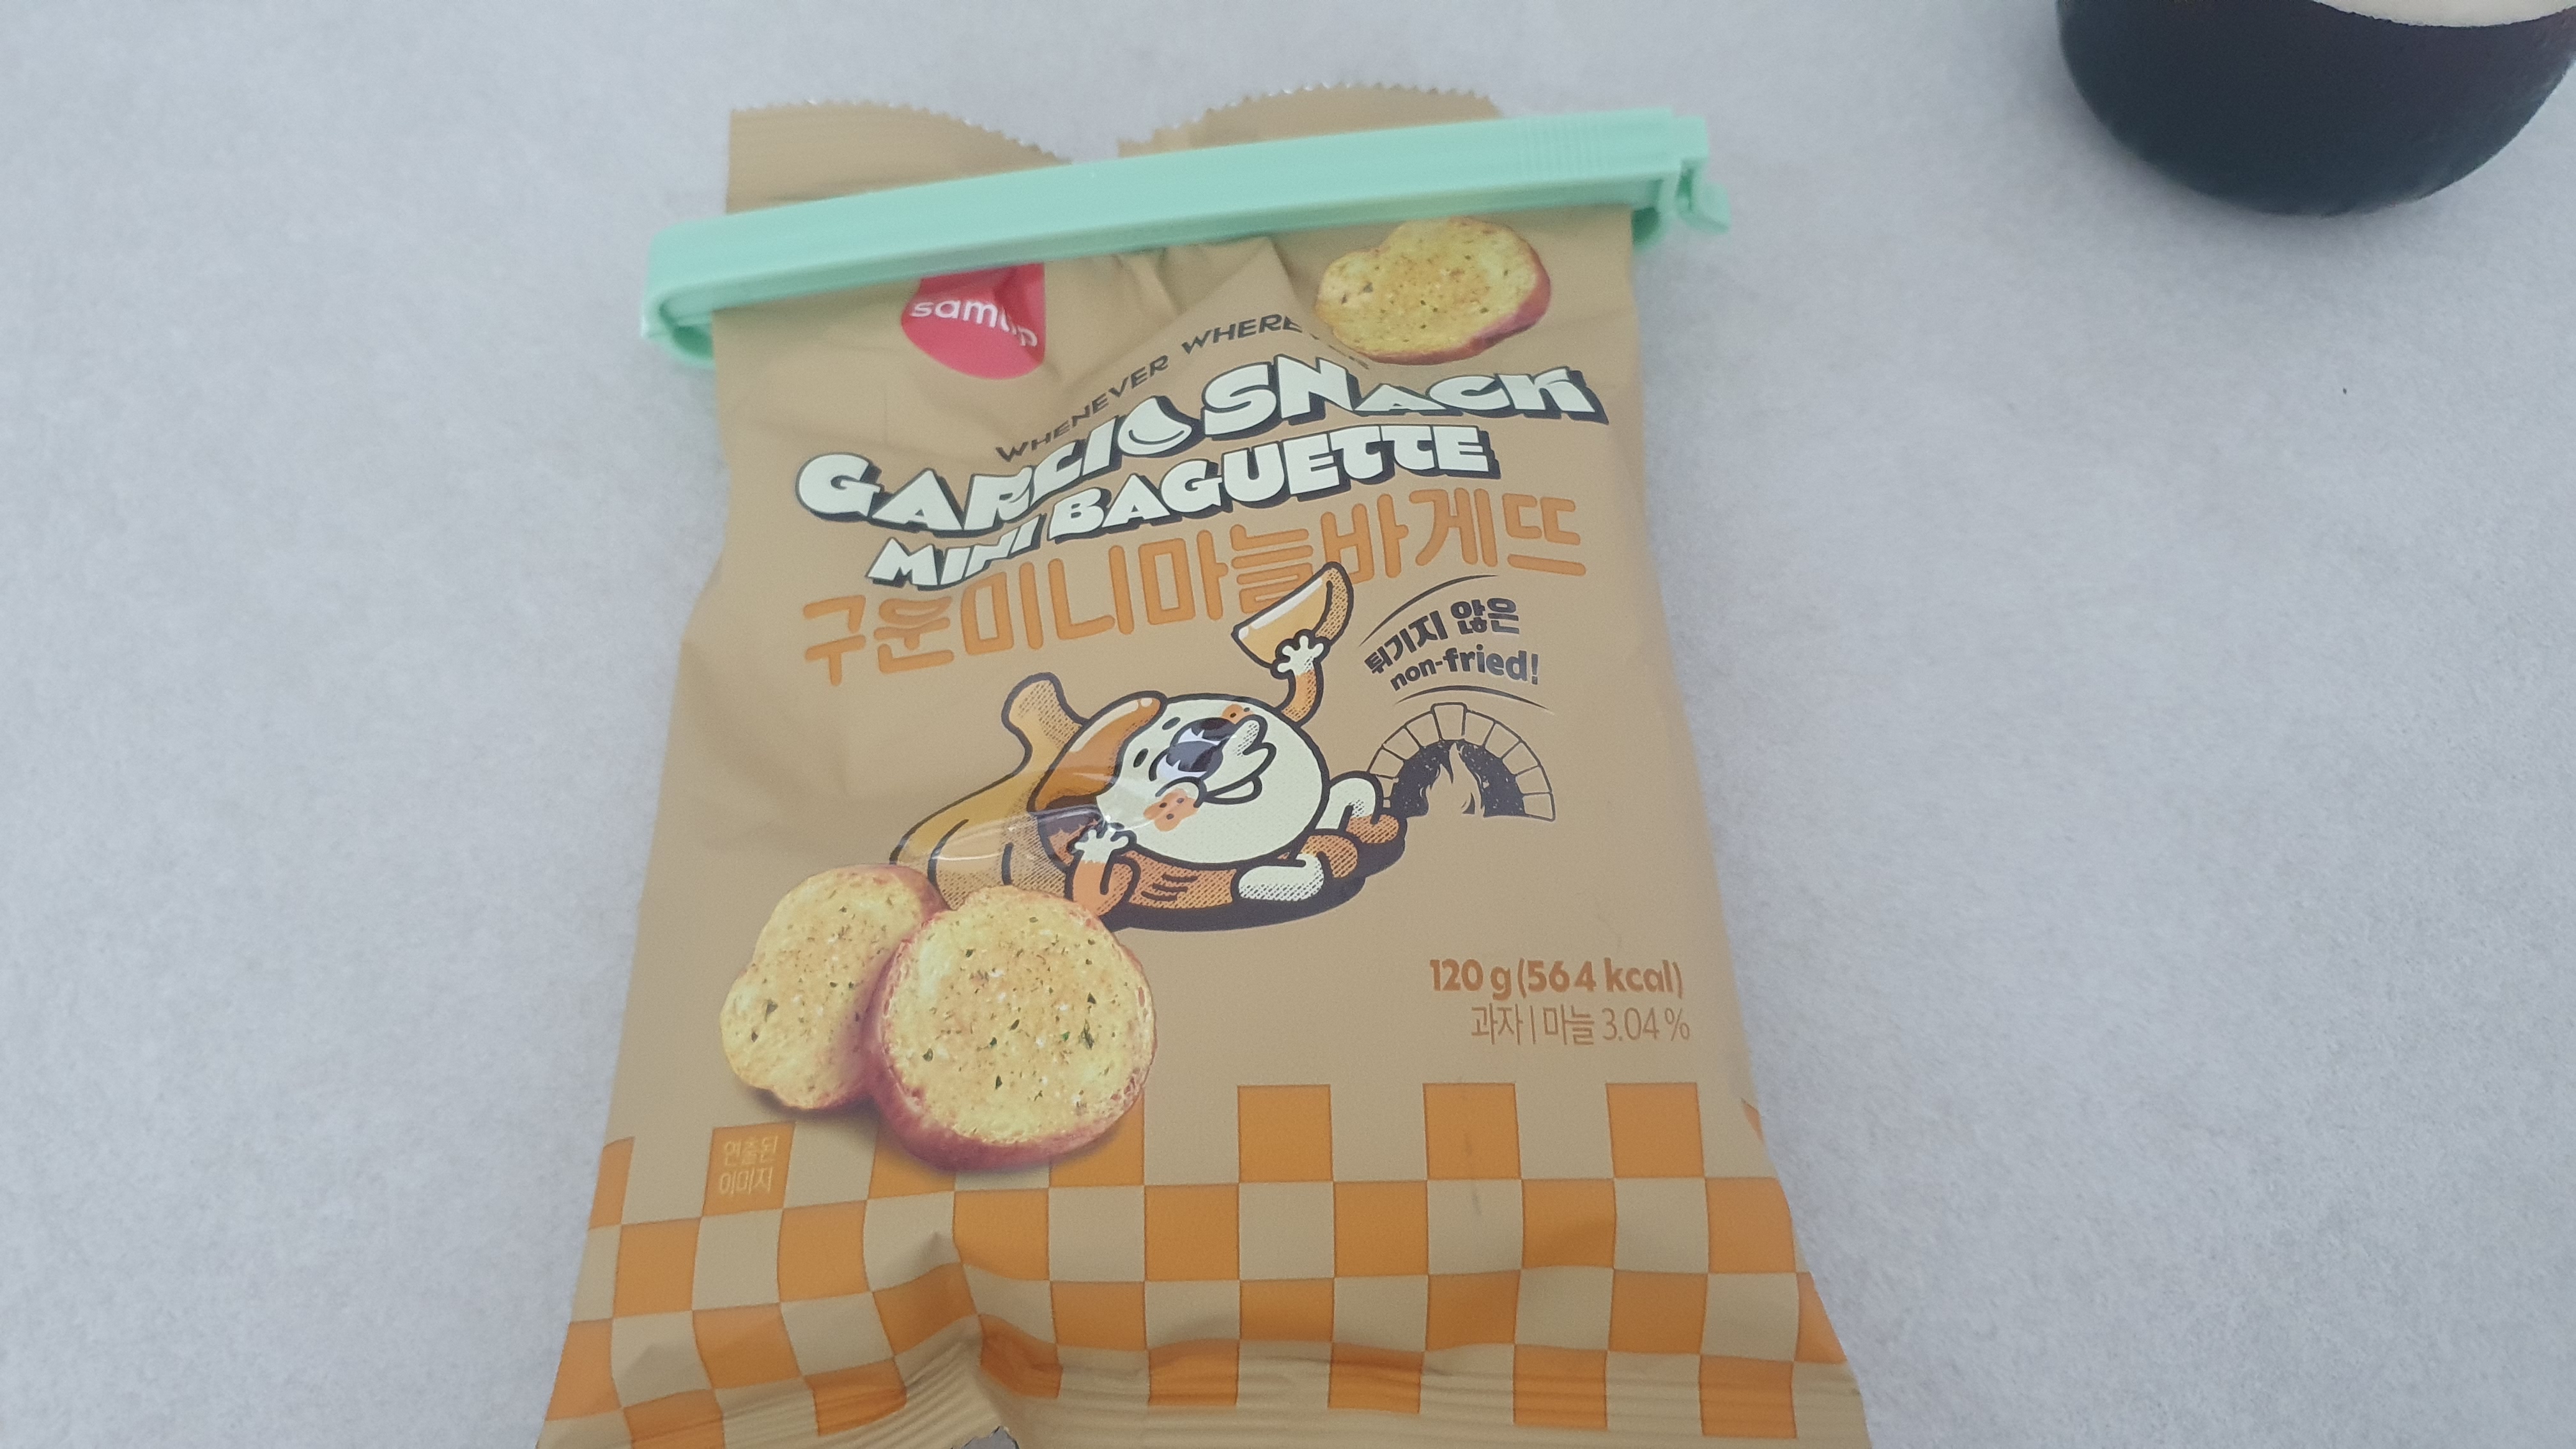 samlip
WHENEVER WHERE
GARLIC SNACK
MINI BAGUETTE
구운미니마늘바게뜨
튀기지 않은
non-fried!
120 g (564 kcal)
과자 | 마늘 3.04 %
연출된
이미지